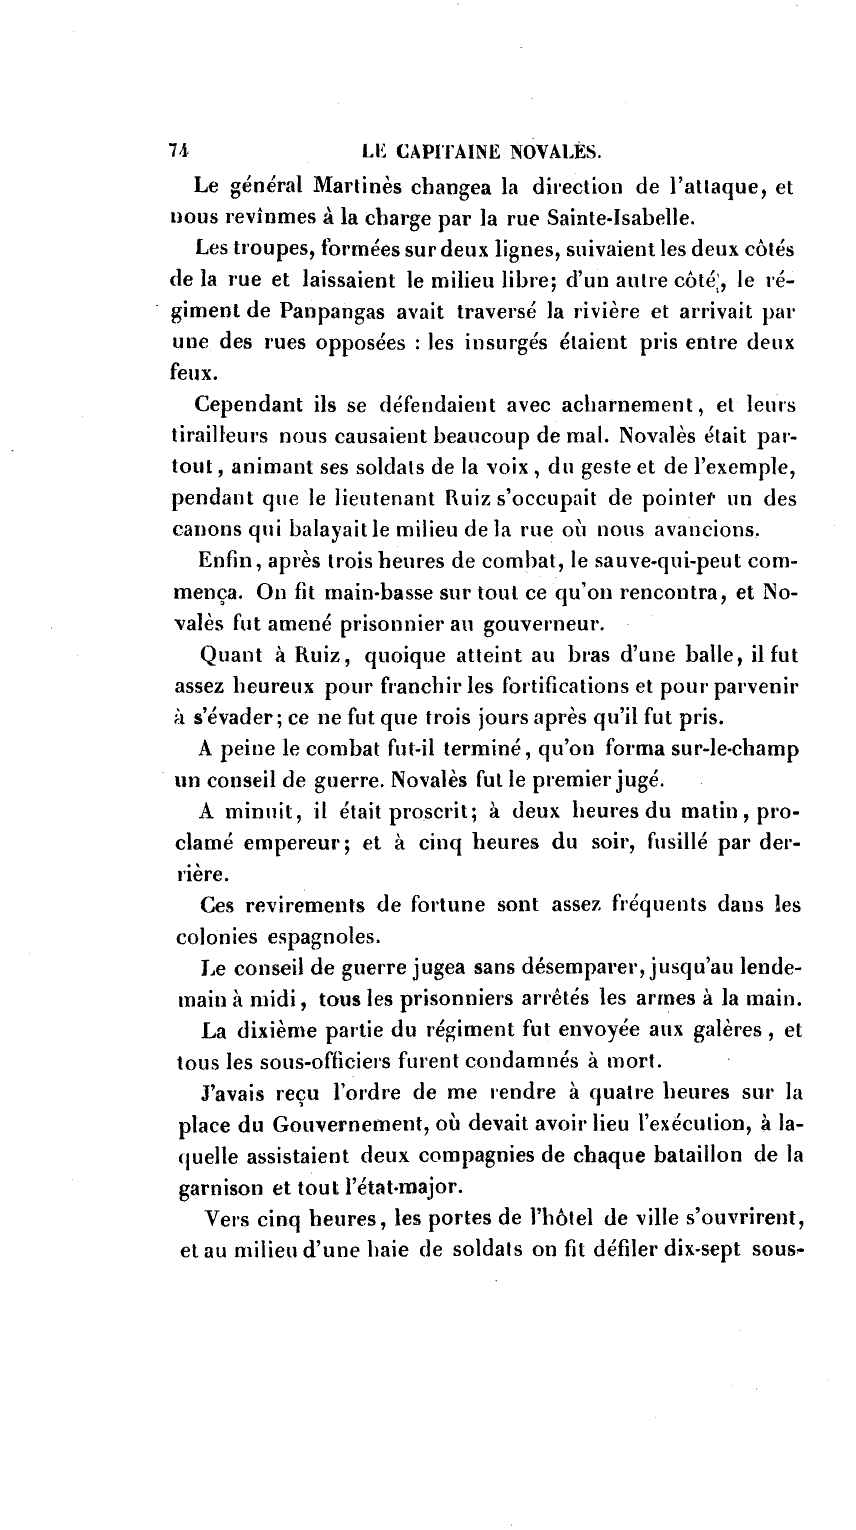 74 LE CAPITAINE NOVALÈS.
Le général Martinès changea la direction de l'attaque, et
nous revînmes à la charge par la rue Sainte-Isabelle.
Les troupes, formées sur deux lignes, suivaient les deux côtés
de la rue et laissaient le milieu libre; d'un autre côté, le ré-
giment de Panpangas avait traversé la rivière et arrivait par
une des rues opposées : les insurgés étaient pris entre deux
feux.
Cependant ils se défendaient avec acharnement, et leurs
tirailleurs nous causaient beaucoup de mal. Novalès était par-
tout, animant ses soldats de la voix, du geste et de l'exemple,
pendant que le lieutenant Ruiz s'occupait de pointer un des
canons qui balayait le milieu de la rue où nous avancions.
Enfin, après trois heures de combat, le sauve-qui-peut com-
mença. On fit main-basse sur tout ce qu'on rencontra, et No-
valès fut amené prisonnier au gouverneur.
Quant à Ruiz, quoique atteint au bras d'une balle, il fut
assez heureux pour franchir les fortifications et pour parvenir
à s'évader; ce ne fut que trois jours après qu'il fut pris.
A peine le combat fut-il terminé, qu'on forma sur-le-champ
un conseil de guerre. Novalès fut le premier jugé.
A minuit, il était proscrit; à deux heures du matin, pro-
clamé empereur; et à cinq heures du soir, fusillé par der-
rière.
Ces revirements de fortune sont assez fréquents dans les
colonies espagnoles.
Le conseil de guerre jugea sans désemparer, jusqu'au lende-
main à midi, tous les prisonniers arrêtés les armes à la main.
La dixième partie du régiment fut envoyée aux galères, et
tous les sous-officiers furent condamnés à mort.
J'avais reçu l'ordre de me rendre à quatre heures sur la
place du Gouvernement, où devait avoir lieu l'exécution, à la-
quelle assistaient deux compagnies de chaque bataillon de la
garnison et tout l'état-major.
Vers cinq heures, les portes de l'hôtel de ville s'ouvrirent,
et au milieu d'une haie de soldats on fit défiler dix-sept sous-